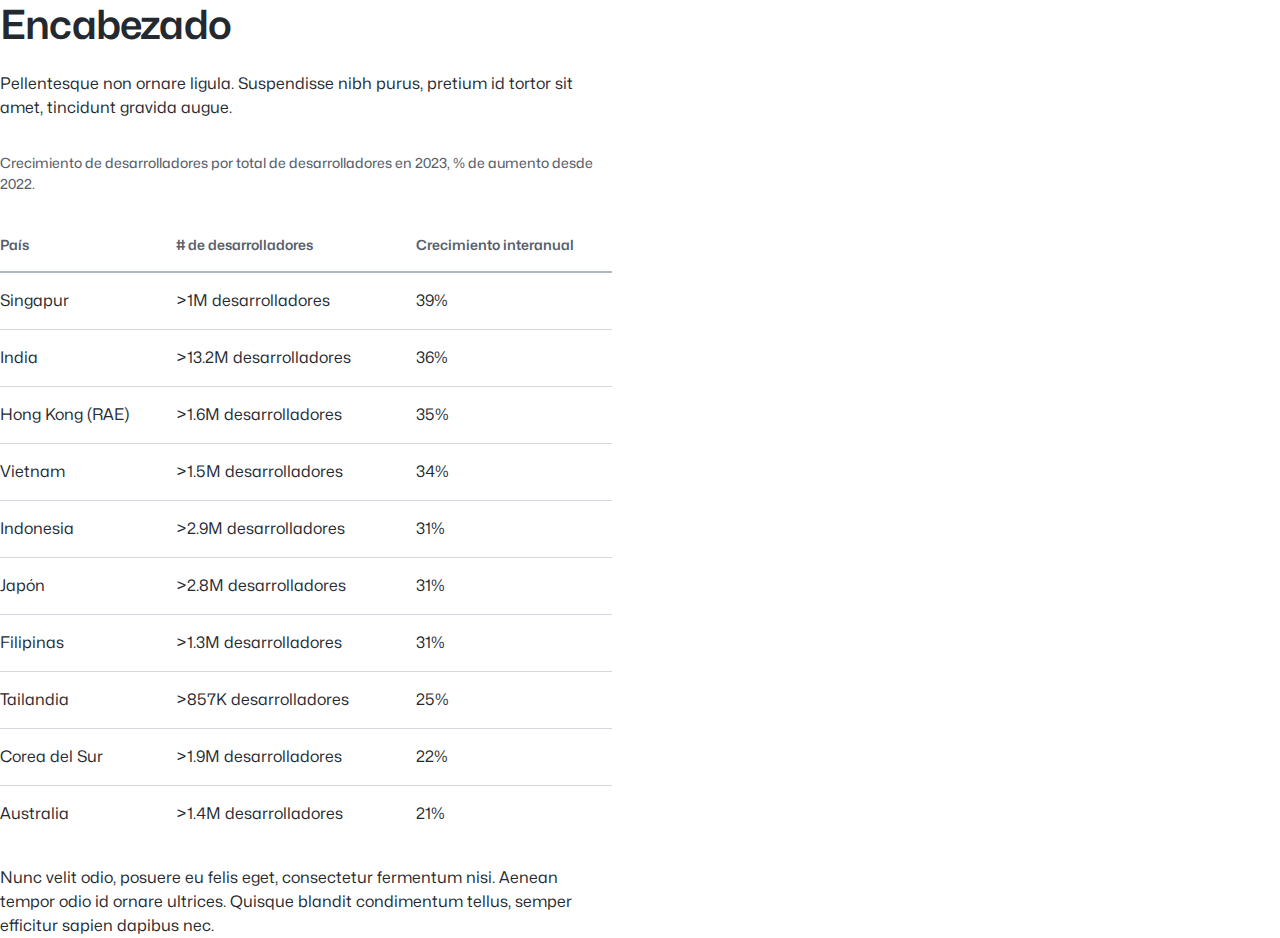 Encabezado
Pellentesque non ornare ligula. Suspendisse nibh purus, pretium id tortor sit
amet, tincidunt gravida augue.
Crecimiento de desarrolladores por total de desarrolladores en 2023, % de aumento desde
2022.
País # de desarrolladores Crecimiento interanual
Singapur >1M desarrolladores 39%
India >13.2M desarrolladores 36%
Hong Kong (RAE) >1.6M desarrolladores 35%
Vietnam >1.5M desarrolladores 34%
Indonesia >2.9M desarrolladores 31%
Japón >2.8M desarrolladores 31%
Filipinas >1.3M desarrolladores 31%
Tailandia >857K desarrolladores 25%
Corea del Sur >1.9M desarrolladores 22%
Australia >1.4M desarrolladores 21%
Nunc velit odio, posuere eu felis eget, consectetur fermentum nisi. Aenean
tempor odio id ornare ultrices. Quisque blandit condimentum tellus, semper
efficitur sapien dapibus nec.